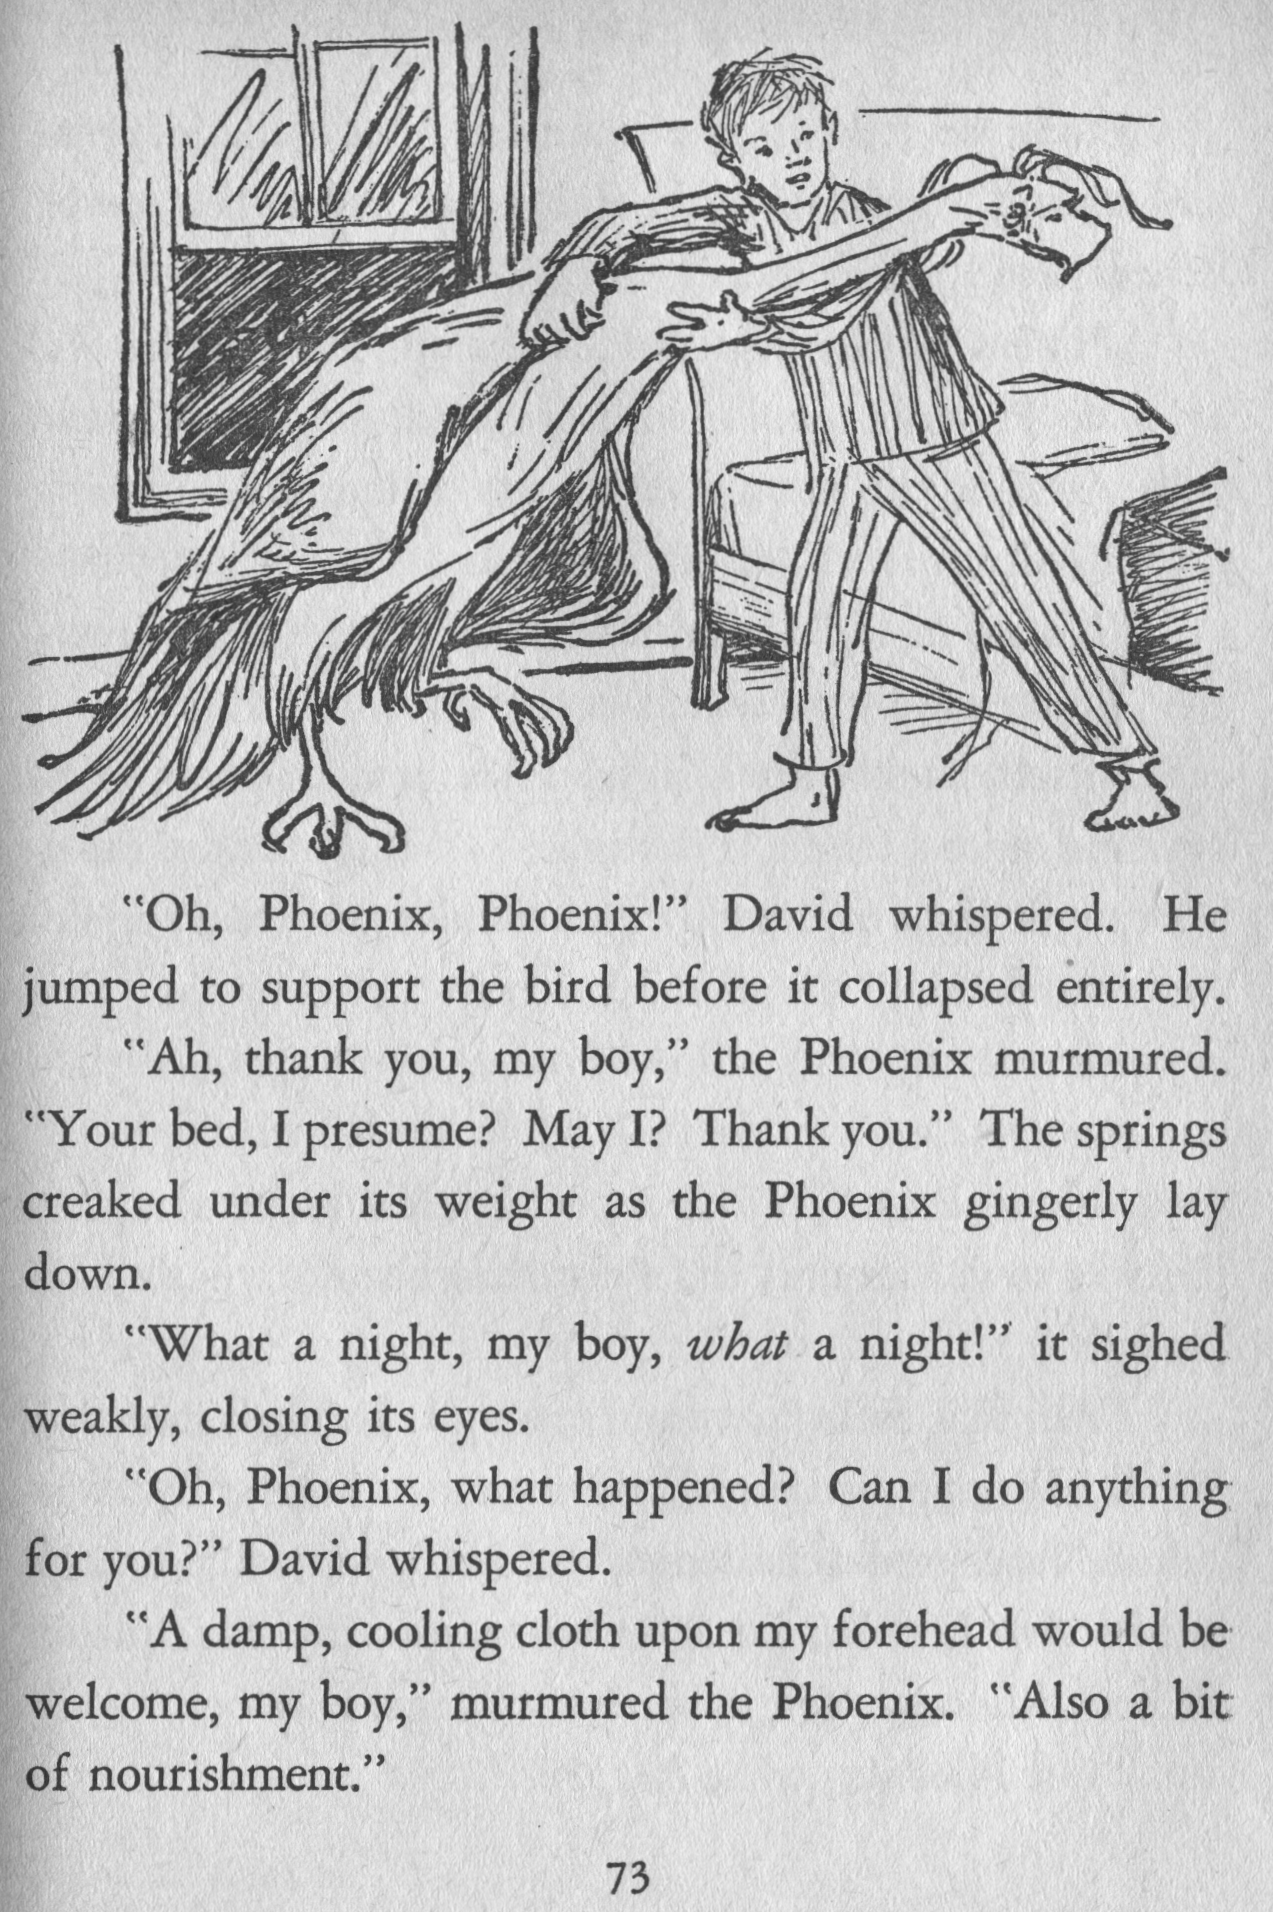 “Oh, Phoenix, Phoenix!” David whispered. He
jumped to support the bird before it collapsed entirely.
“Ah, thank you, my boy,” the Phoenix murmured.
“Your bed, I presume? May I? Thank you.” The springs
creaked under its weight as the Phoenix gingerly lay
down.
“What a night, my boy, what a night!” it sighed
weakly, closing its eyes.
“Oh, Phoenix, what happened? Can I do anything
for you?” David whispered.
“A damp, cooling cloth upon my forehead would be
welcome, my boy,” murmured the Phoenix. “Also a bit
of nourishment.”
73